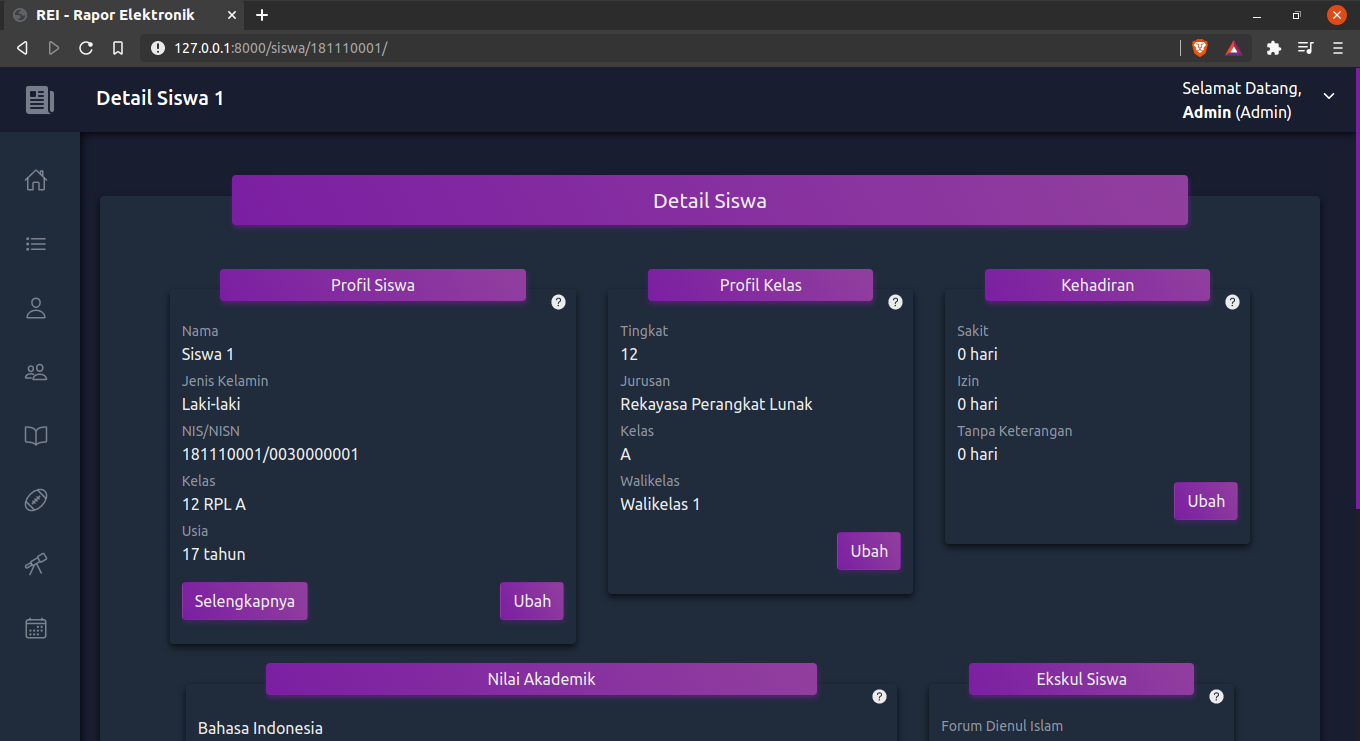 REI - Rapor Elektronik
127.0.0.1:8000/siswa/181110001/
Detail Siswa 1
Selamat Datang,
Admin (Admin)
Detail Siswa
Profil Siswa
?
Nama
Siswa 1
Jenis Kelamin
Laki-laki
NIS/NISN
181110001/0030000001
Kelas
12 RPL A
Usia
17 tahun
Selengkapnya
Ubah
Profil Kelas
?
Tingkat
12
Jurusan
Rekayasa Perangkat Lunak
Kelas
A
Walikelas
Walikelas 1
Ubah
Kehadiran
?
Sakit
0 hari
Izin
0 hari
Tanpa Keterangan
0 hari
Ubah
Nilai Akademik
?
Bahasa Indonesia
Ekskul Siswa
?
Forum Dienul Islam